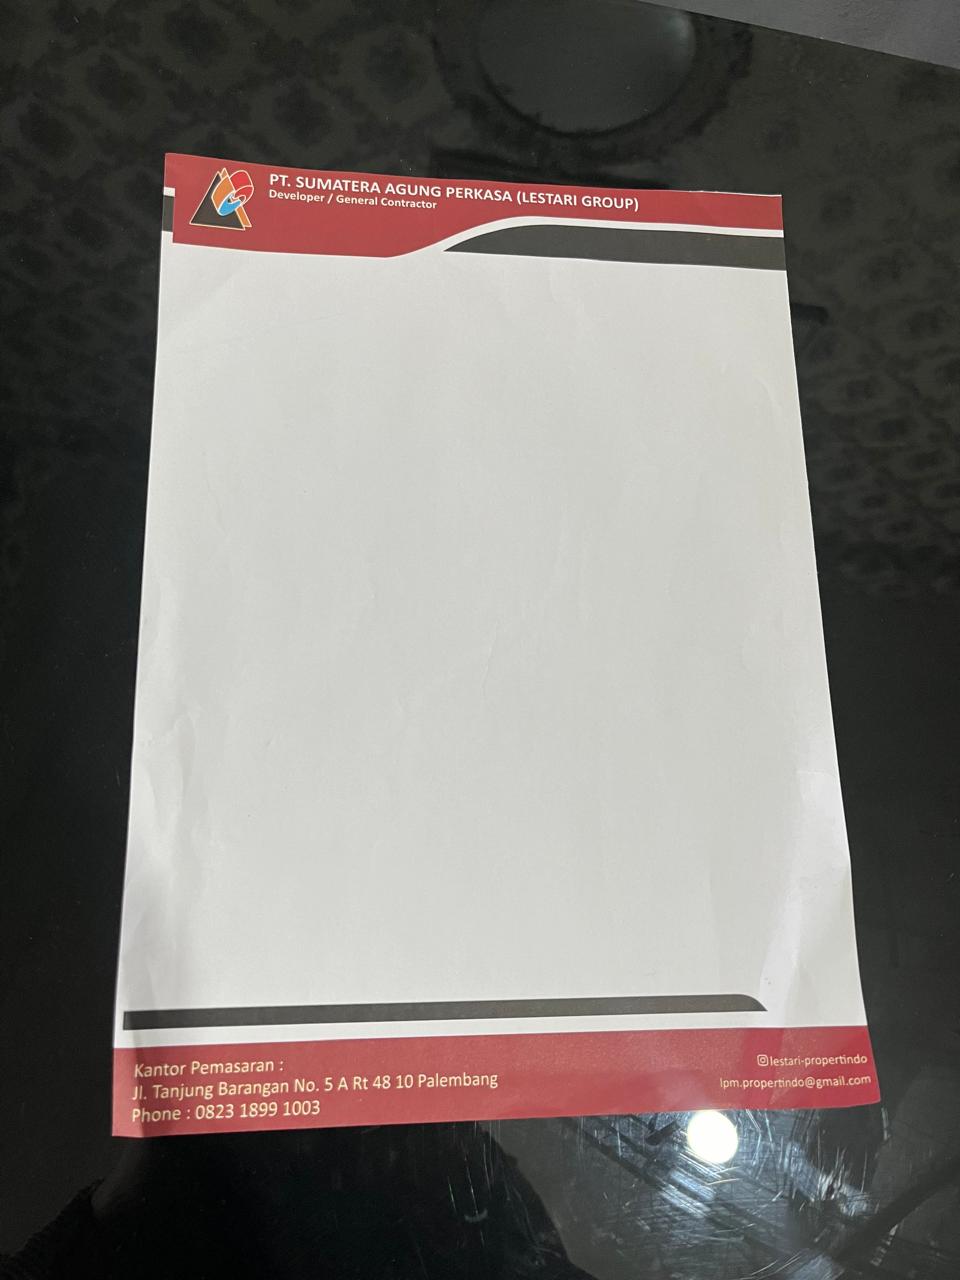 PT. SUMATERA AGUNG PERKASA (LESTARI GROUP)
Developer / General Contractor
Kantor Pemasaran :
Jl. Tanjung Barangan No. 5 A Rt 48 10 Palembang
Phone : 0823 1899 1003
lestari-propertindo
lpm.propertindo@gmail.com